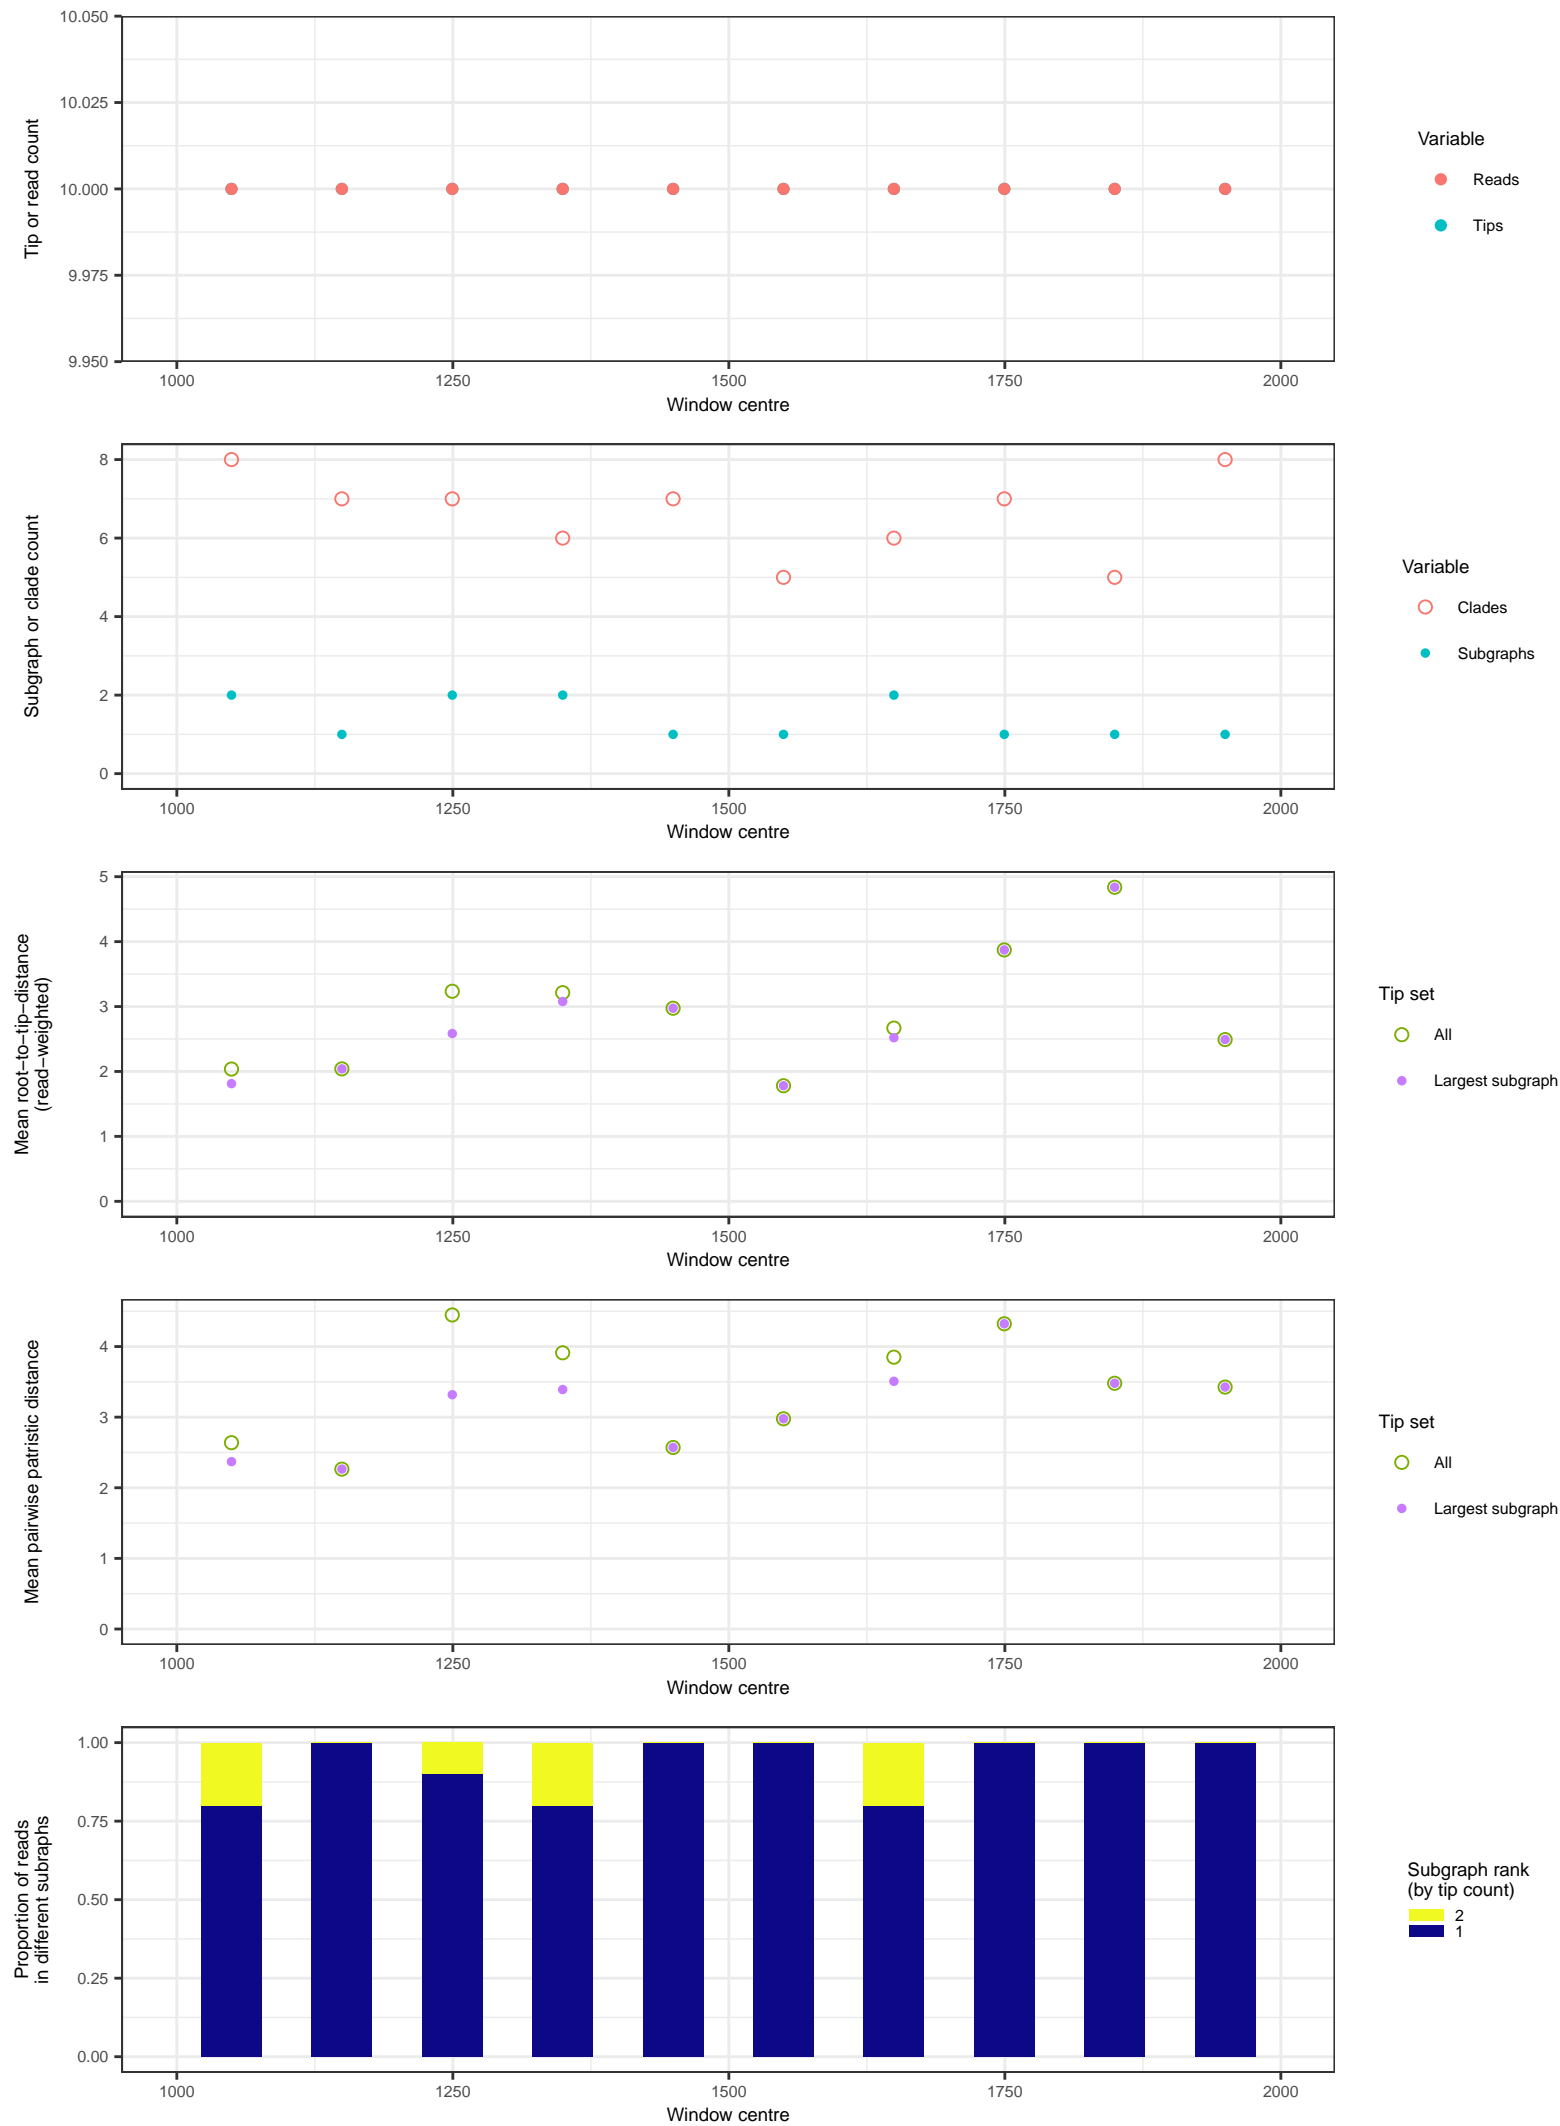 10.050
10.025
10.000
9.975
9.950
Tip or read count
1000 1250 1500 1750 2000
Window centre
Variable
Reads
Tips
8
6
4
2
0
Subgraph or clade count
1000 1250 1500 1750 2000
Window centre
Variable
Clades
Subgraphs
5
4
3
2
1
0
Mean root−to−tip−distance
(read−weighted)
1000 1250 1500 1750 2000
Window centre
Tip set
All
Largest subgraph
4
3
2
1
0
Mean pairwise patristic distance
1000 1250 1500 1750 2000
Window centre
Tip set
All
Largest subgraph
1.00
0.75
0.50
0.25
0.00
Proportion of reads
in different subraphs
1000 1250 1500 1750 2000
Window centre
Subgraph rank
(by tip count)
2
1